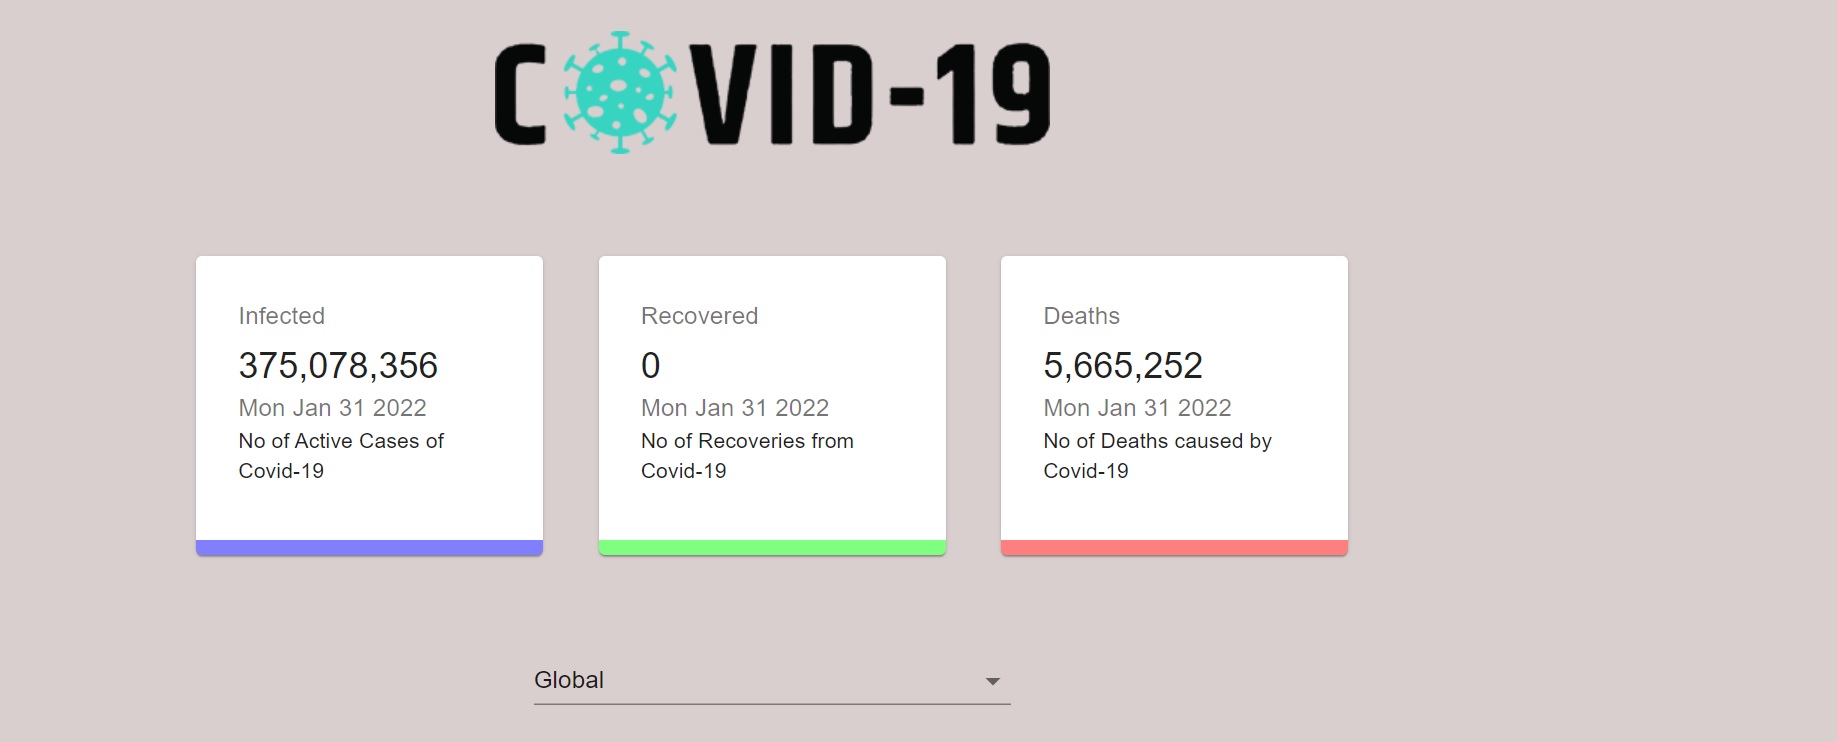 COVID-19
Infected
375,078,356
Mon Jan 31 2022
No of Active Cases of
Covid-19
Recovered
0
Mon Jan 31 2022
No of Recoveries from
Covid-19
Deaths
5,665,252
Mon Jan 31 2022
No of Deaths caused by
Covid-19
Global